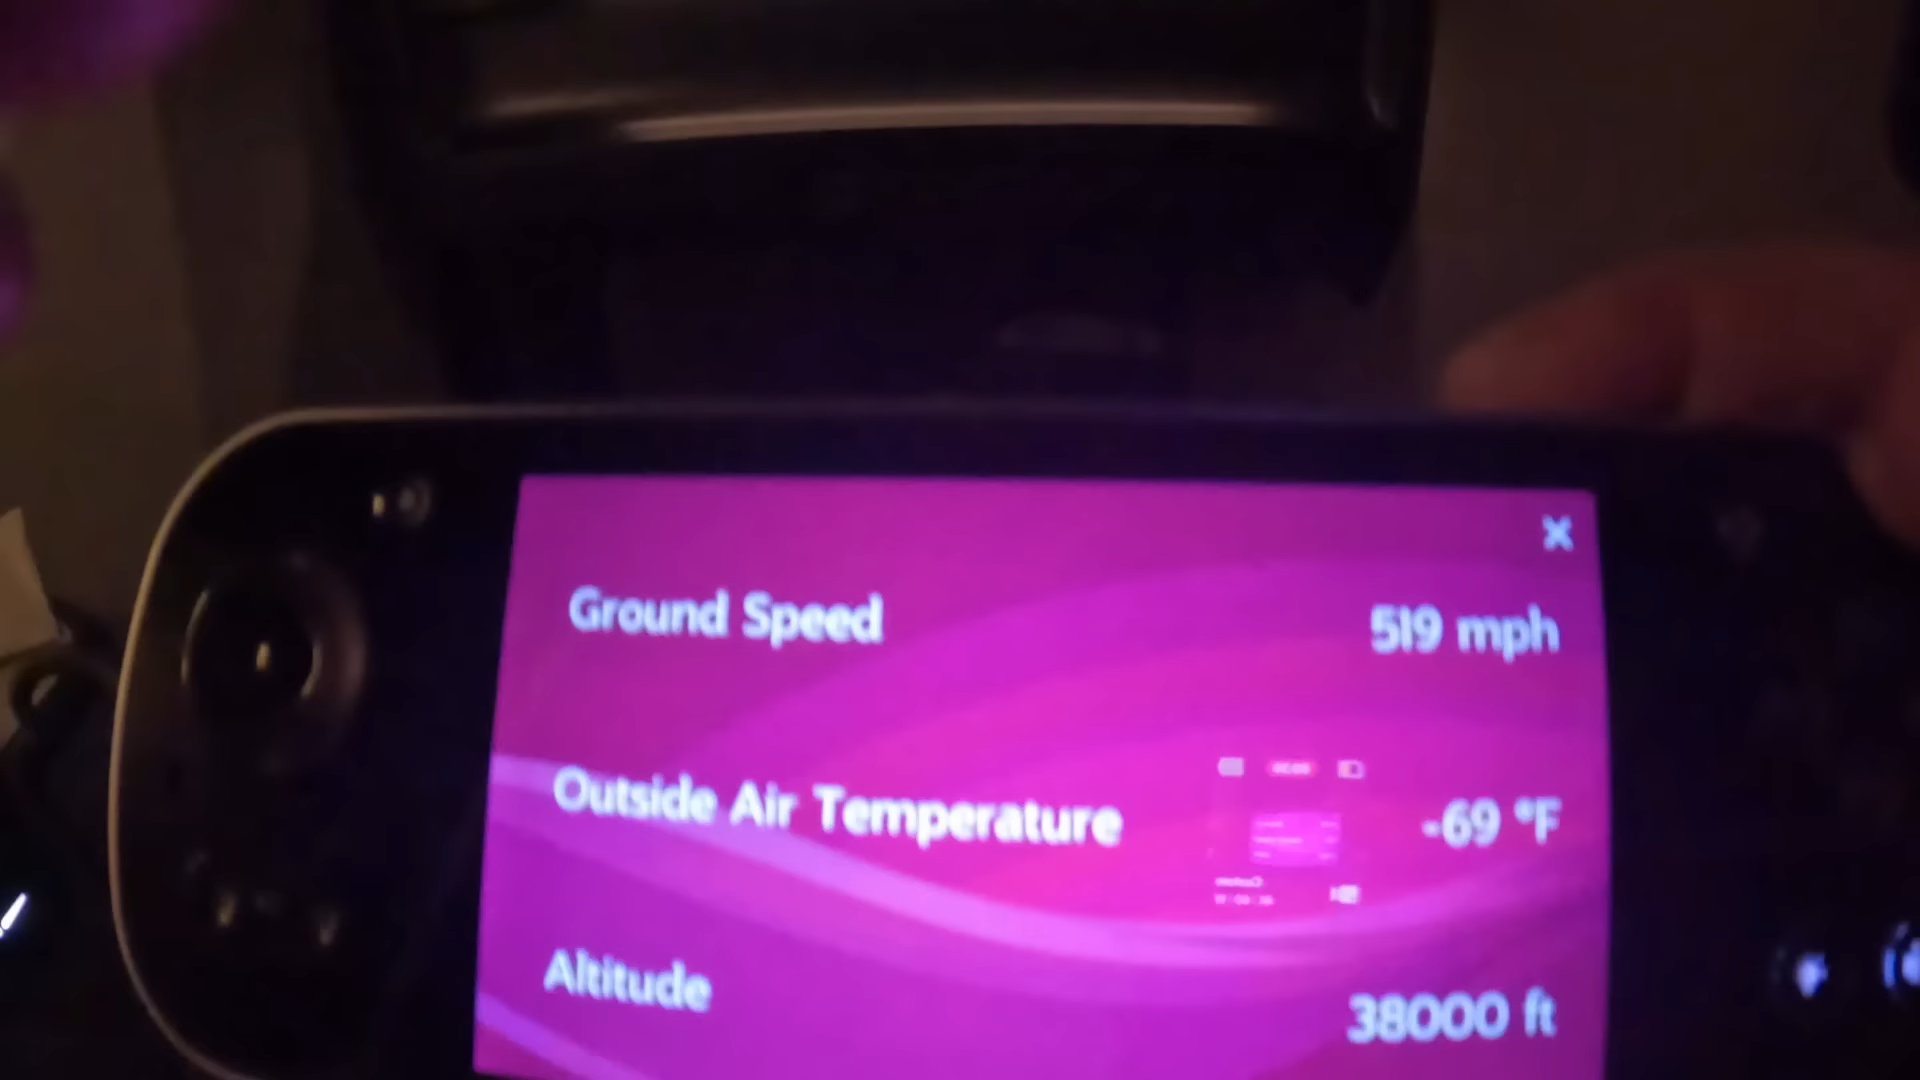 X
Ground Speed 519 mph
Outside Air Temperature -69 °F
Altitude 38000 ft